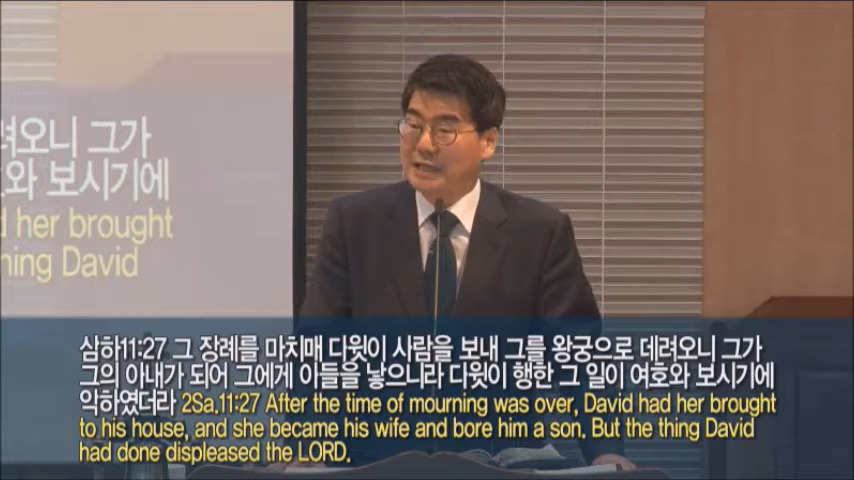 려오니 그가
와 보시기에
d her brought
hing David
삼하11:27 그 장례를 마치매 다윗이 사람을 보내 그를 왕궁으로 데려오니 그가
그의 아내가 되어 그에게 아들을 낳으니라 다윗이 행한 그 일이 여호와 보시기에
악하였더라 2Sa.11:27 After the time of mourning was over, David had her brought
to his house, and she became his wife and bore him a son. But the thing David
had done displeased the LORD.